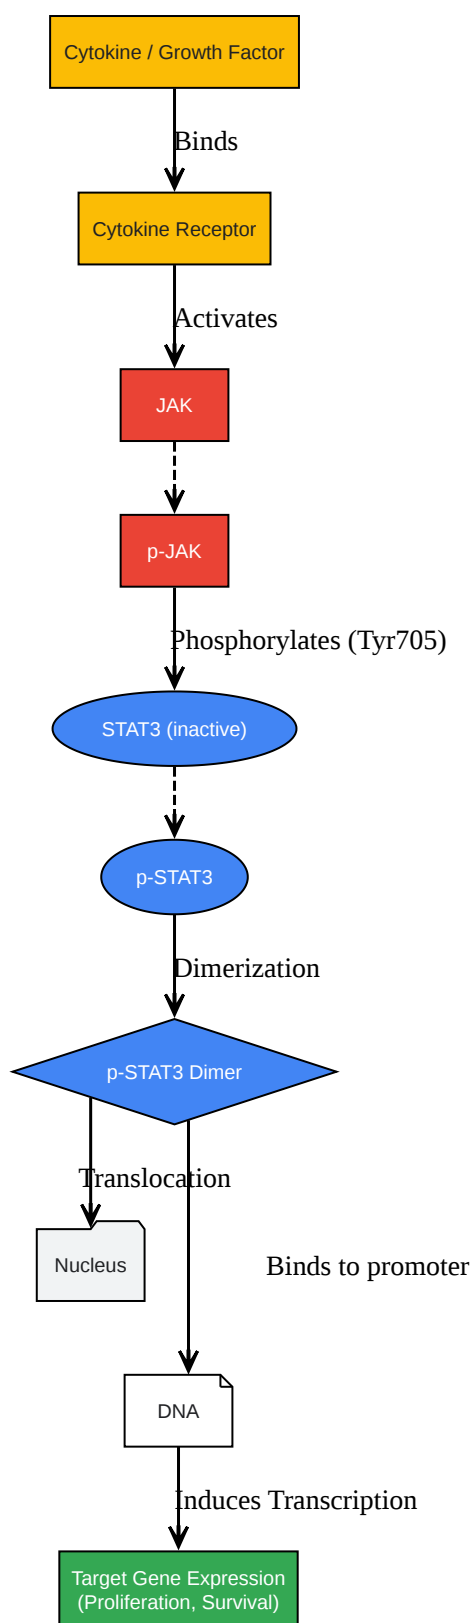 Cytokine / Growth Factor
Binds
Cytokine Receptor
Activates
JAK
p-JAK
Phosphorylates (Tyr705)
STAT3 (inactive)
p-STAT3
Dimerization
p-STAT3 Dimer
Translocation
Nucleus
Binds to promoter
DNA
Induces Transcription
Target Gene Expression
(Proliferation, Survival)